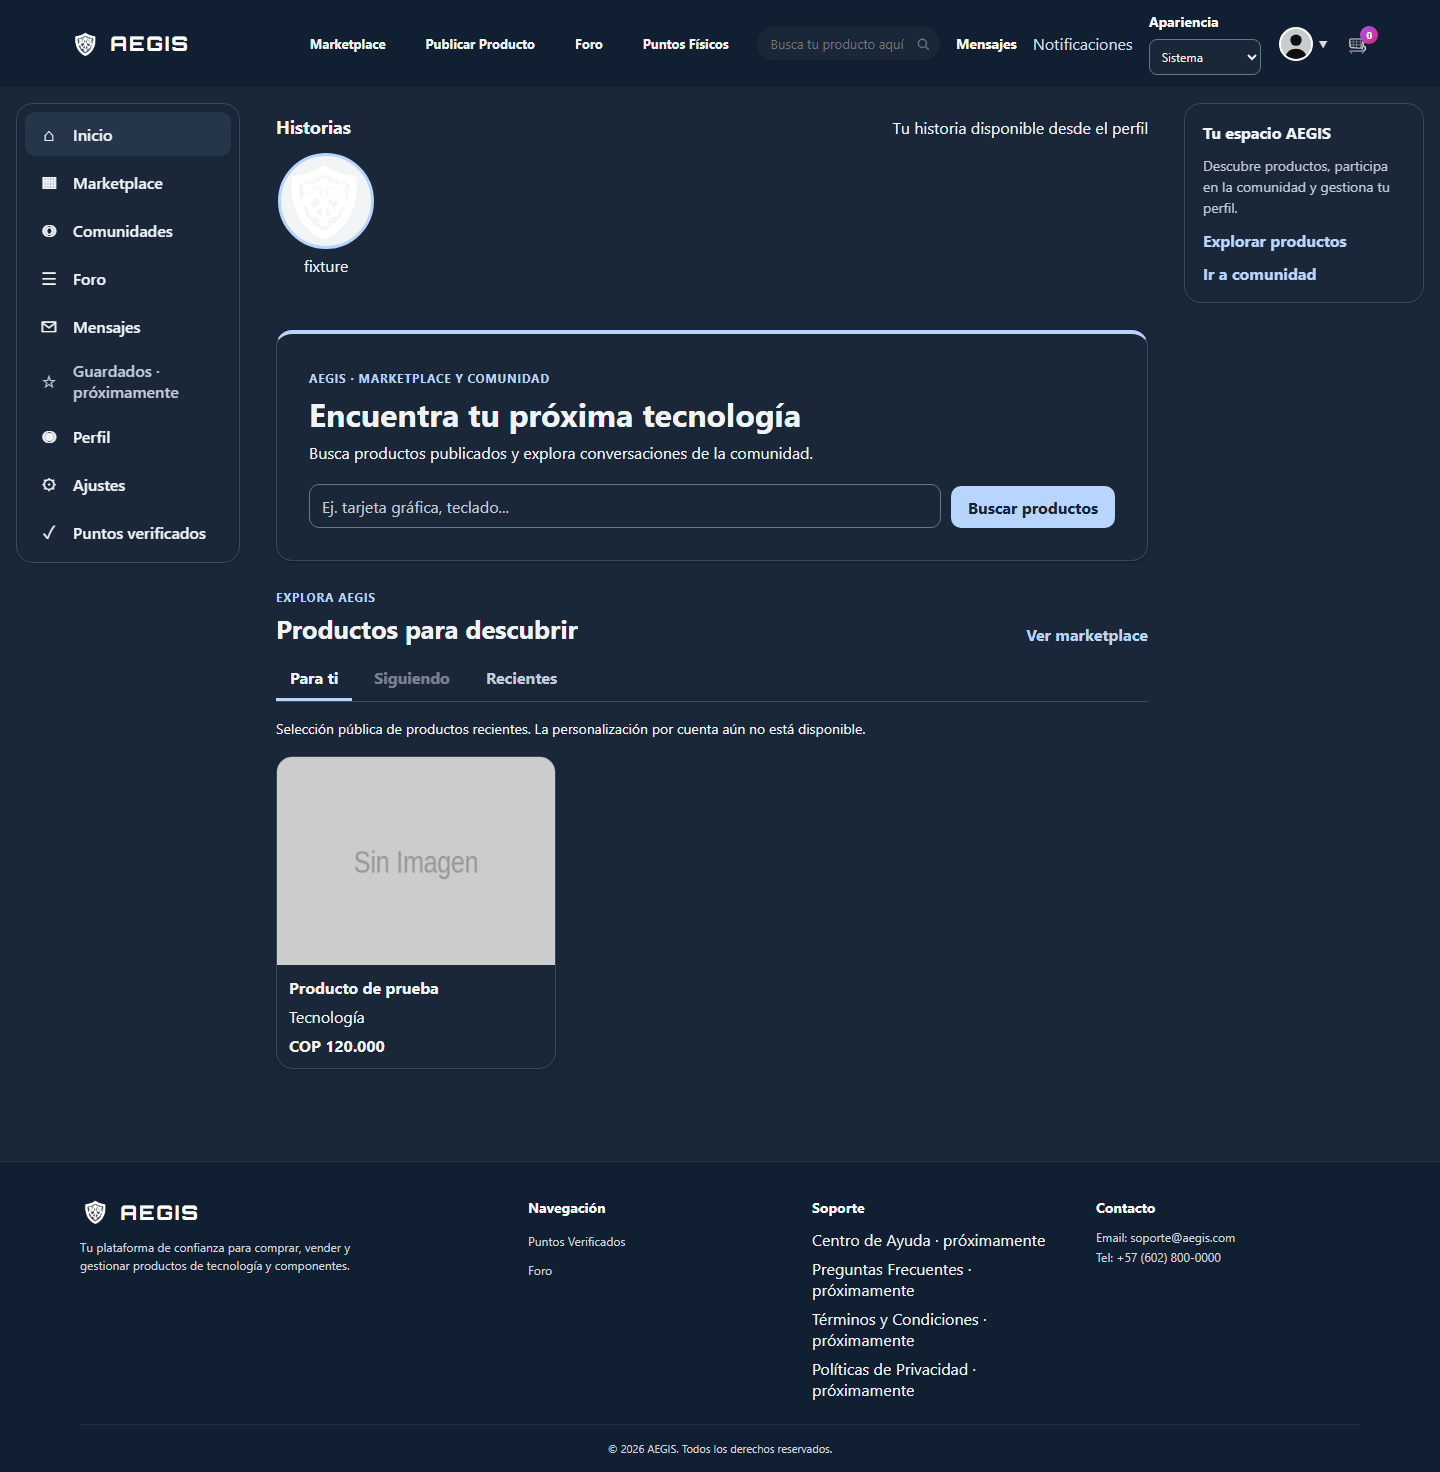 AEGIS
Marketplace
Publicar Producto
Foro
Puntos Físicos
Busca tu producto aquí
Mensajes
Notificaciones
Apariencia
Sistema
0
Inicio
Marketplace
Comunidades
Foro
Mensajes
Guardados ·
próximamente
Perfil
Ajustes
Puntos verificados
Historias
Tu historia disponible desde el perfil
fixture
AEGIS · MARKETPLACE Y COMUNIDAD
Encuentra tu próxima tecnología
Busca productos publicados y explora conversaciones de la comunidad.
Ej. tarjeta gráfica, teclado...
Buscar productos
EXPLORA AEGIS
Productos para descubrir
Ver marketplace
Para ti
Siguiendo
Recientes
Selección pública de productos recientes. La personalización por cuenta aún no está disponible.
Sin Imagen
Producto de prueba
Tecnología
COP 120.000
Tu espacio AEGIS
Descubre productos, participa
en la comunidad y gestiona tu
perfil.
Explorar productos
Ir a comunidad
AEGIS
Tu plataforma de confianza para comprar, vender y
gestionar productos de tecnología y componentes.
Navegación
Puntos Verificados
Foro
Soporte
Centro de Ayuda · próximamente
Preguntas Frecuentes ·
próximamente
Términos y Condiciones ·
próximamente
Políticas de Privacidad ·
próximamente
Contacto
Email: soporte@aegis.com
Tel: +57 (602) 800-0000
© 2026 AEGIS. Todos los derechos reservados.